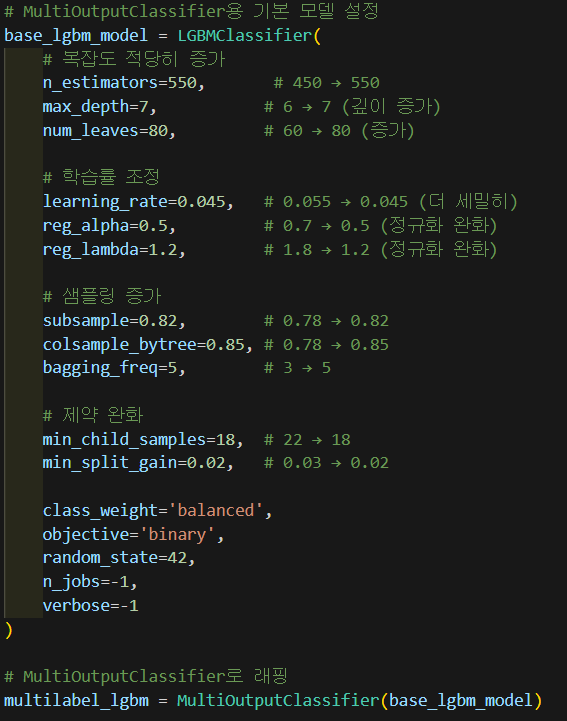 # MultiOutputClassifier용 기본 모델 설정
base_lgbm_model = LGBMClassifier(
# 복잡도 적당히 증가
n_estimators=550, # 450 → 550
max_depth=7, # 6 → 7 (깊이 증가)
num_leaves=80, # 60 → 80 (증가)
# 학습률 조정
learning_rate=0.045, # 0.055 → 0.045 (더 세밀히)
reg_alpha=0.5, # 0.7 → 0.5 (정규화 완화)
reg_lambda=1.2, # 1.8 → 1.2 (정규화 완화)
# 샘플링 증가
subsample=0.82, # 0.78 → 0.82
colsample_bytree=0.85, # 0.78 → 0.85
bagging_freq=5, # 3 → 5
# 제약 완화
min_child_samples=18, # 22 → 18
min_split_gain=0.02, # 0.03 → 0.02
class_weight='balanced',
objective='binary',
random_state=42,
n_jobs=-1,
verbose=-1
)
# MultiOutputClassifier로 래핑
multilabel_lgbm = MultiOutputClassifier(base_lgbm_model)